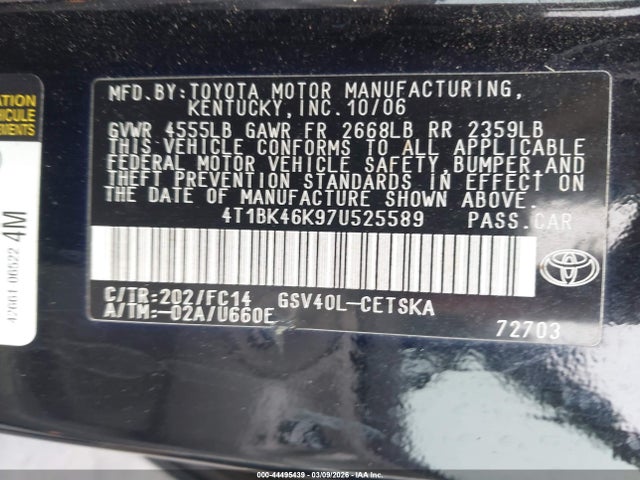 MFD.BY:TOYOTA MOTOR MANUFACTURING,
KENTUCKY,INC.10/06
GVWR 4555LB GAWR FR 2668LB RR 2359LB
THIS VEHICLE CONFORMS TO ALL APPLICABLE
FEDERAL MOTOR VEHICLE SAFETY,BUMPER,AND
THEFT PREVENTION STANDARDS IN EFFECT ON
THE DATE OF MANUFACTURE SHOWN ABOVE.
4T1BK46K97U525589 PASS.CAR
C/TR:202/FC14 GSV40L-CETSKA
A/TM:-02A/U660E
72703
TOYOTA
4M
000-44495439 | 03/09/2026 | © IAA Inc.